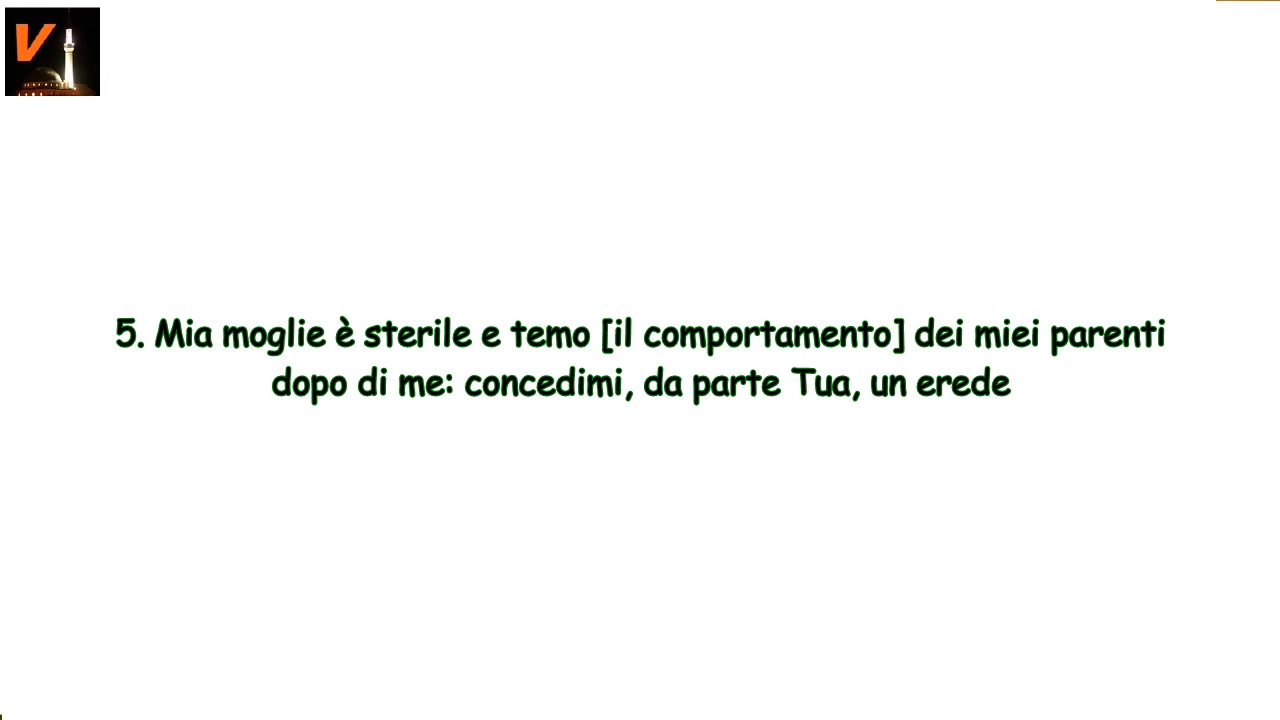 V
5. Mia moglie è sterile e temo [il comportamento] dei miei parenti
dopo di me: concedimi, da parte Tua, un erede